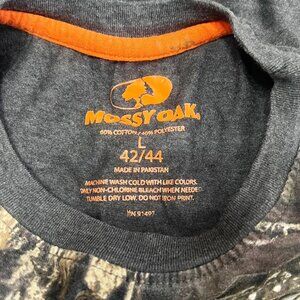 MOSSY OAK
60% COTTON / 40% POLYESTER
L
42/44
MADE IN PAKISTAN
MACHINE WASH COLD WITH LIKE COLORS.
ONLY NON-CHLORINE BLEACH WHEN NEEDED
TUMBLE DRY LOW. DO NOT IRON PRINT.
91497